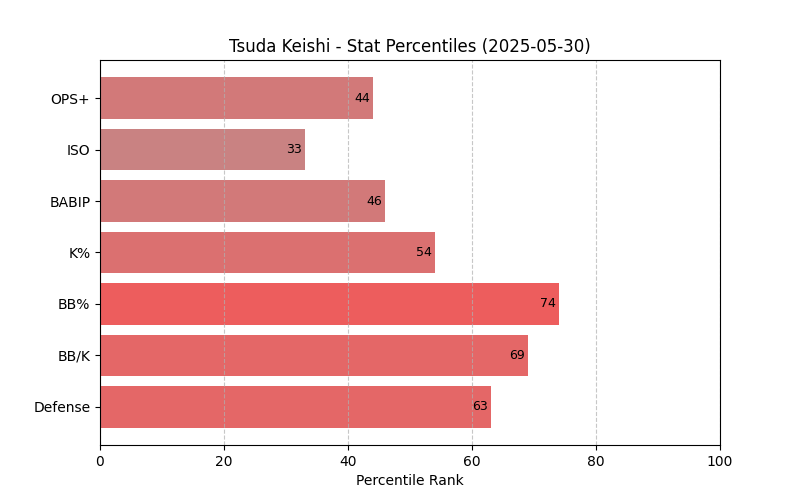 Tsuda Keishi - Stat Percentiles (2025-05-30)
OPS+ 44
ISO 33
BABIP 46
K% 54
BB% 74
BB/K 69
Defense 63
0 20 40 60 80 100
Percentile Rank